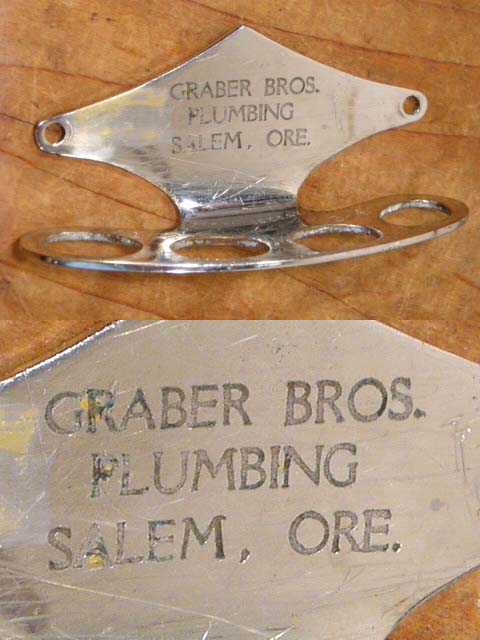 GRABER BROS.
PLUMBING
SALEM, ORE.
GRABER BROS.
PLUMBING
SALEM, ORE.